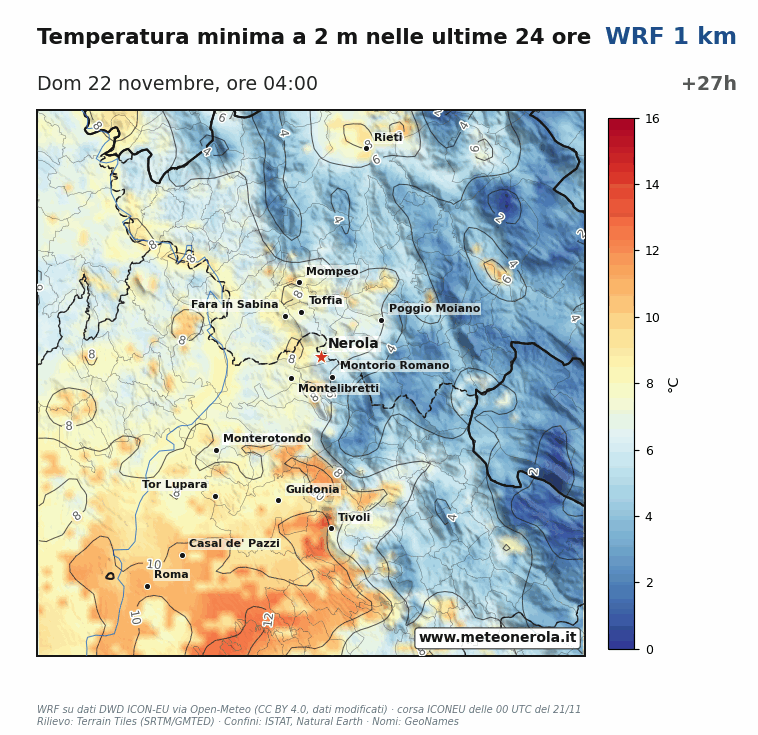 Temperatura minima a 2 m nelle ultime 24 ore WRF 1 km
Dom 22 novembre, ore 04:00 +27h
Rieti
Mompeo
Fara in Sabina
Toffia
Poggio Moiano
Nerola
Montorio Romano
Montelibretti
Monterotondo
Tor Lupara
Guidonia
Tivoli
Casal de' Pazzi
Roma
www.meteonerola.it
16
14
12
10
8
6
4
2
0
°C
WRF su dati DWD ICON-EU via Open-Meteo (CC BY 4.0, dati modificati) · corsa ICONEU delle 00 UTC del 21/11
Rilievo: Terrain Tiles (SRTM/GMTED) · Confini: ISTAT, Natural Earth · Nomi: GeoNames